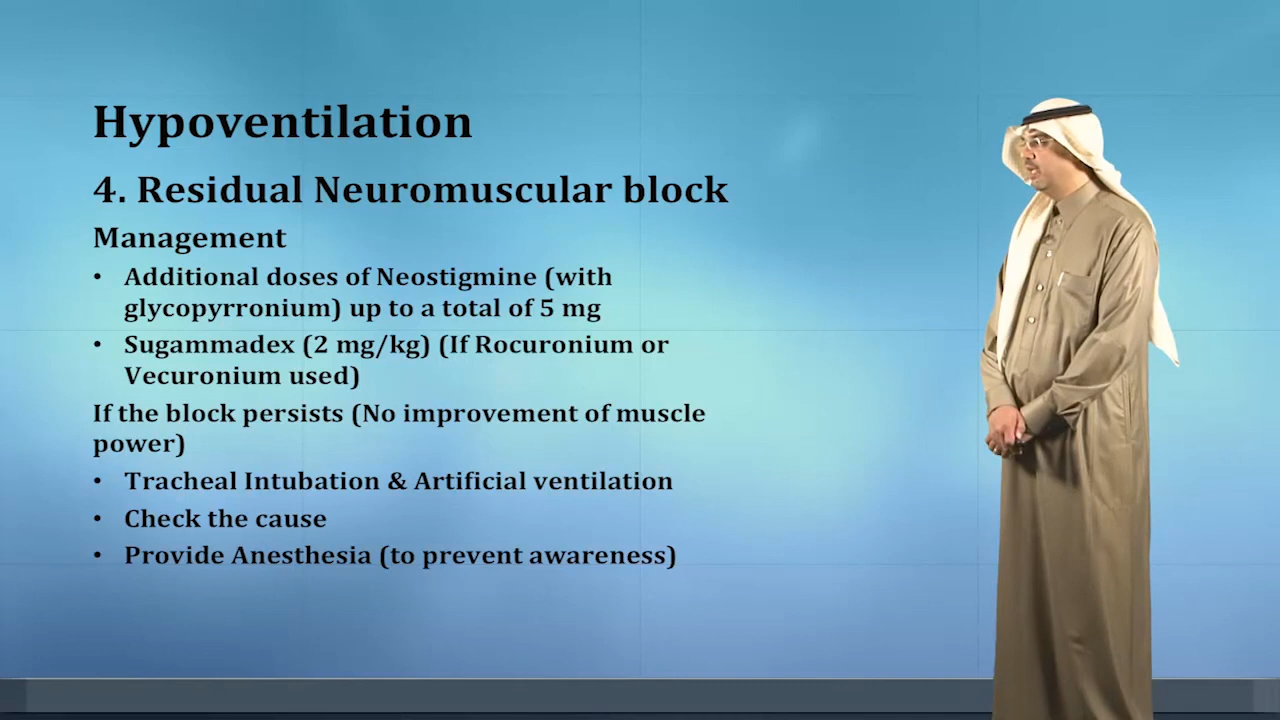 Hypoventilation
4. Residual Neuromuscular block
Management
• Additional doses of Neostigmine (with
glycopyrronium) up to a total of 5 mg
• Sugammadex (2 mg/kg) (If Rocuronium or
Vecuronium used)
If the block persists (No improvement of muscle
power)
• Tracheal Intubation & Artificial ventilation
• Check the cause
• Provide Anesthesia (to prevent awareness)